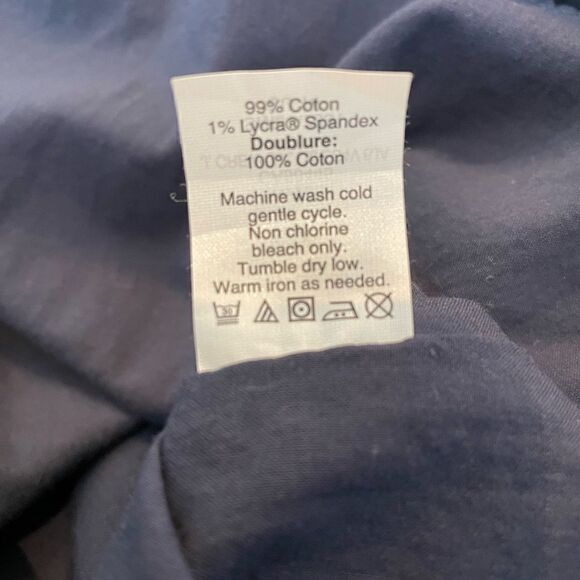 99% Coton
1% Lycra® Spandex
Doublure:
100% Coton
Machine wash cold
gentle cycle.
Non chlorine
bleach only.
Tumble dry low.
Warm iron as needed.
30